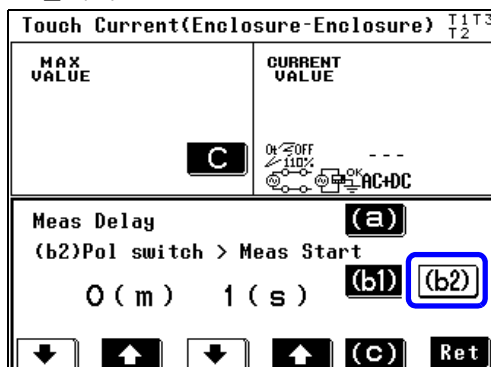 Touch Current(Enclosure-Enclosure) T1T3
T2
MAX
VALUE
CURRENT
VALUE
C
OFF
110%
---
OK
AC+DC
Meas Delay
(a)
(b2)Pol switch > Meas Start
(b1) (b2)
0(m) 1(s)
(c) Ret